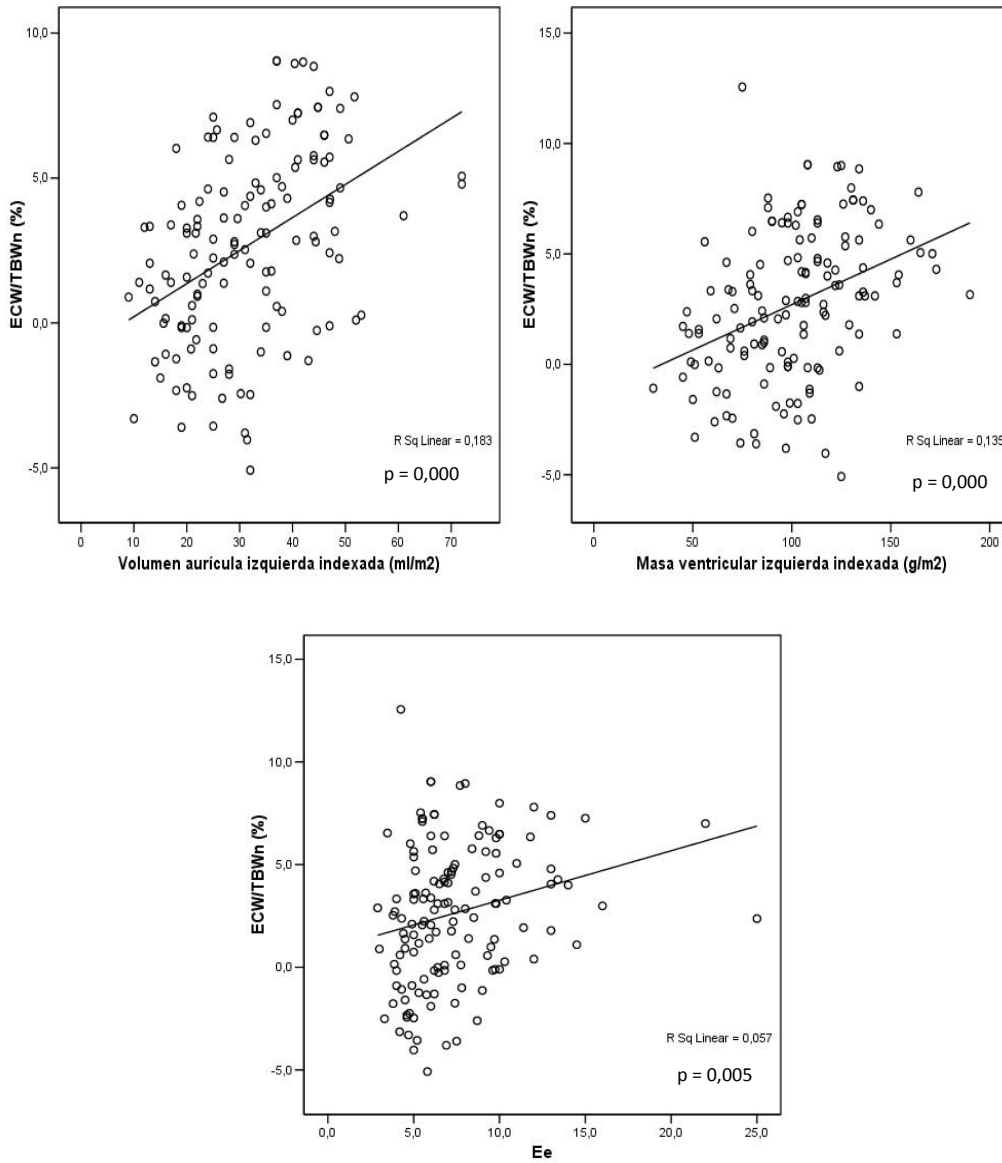 10,0
5,0
0,0
-5,0
ECW/TBWn (%)
R Sq Linear = 0,183
p = 0,000
0 10 20 30 40 50 60 70
Volumen aurícula izquierda indexada (ml/m2)
15,0
10,0
5,0
0,0
-5,0
ECW/TBWn (%)
R Sq Linear = 0,135
p = 0,000
0 50 100 150 200
Masa ventricular izquierda indexada (g/m2)
15,0
10,0
5,0
0,0
-5,0
ECW/TBWn (%)
R Sq Linear = 0,057
p = 0,005
0,0 5,0 10,0 15,0 20,0 25,0
Ee